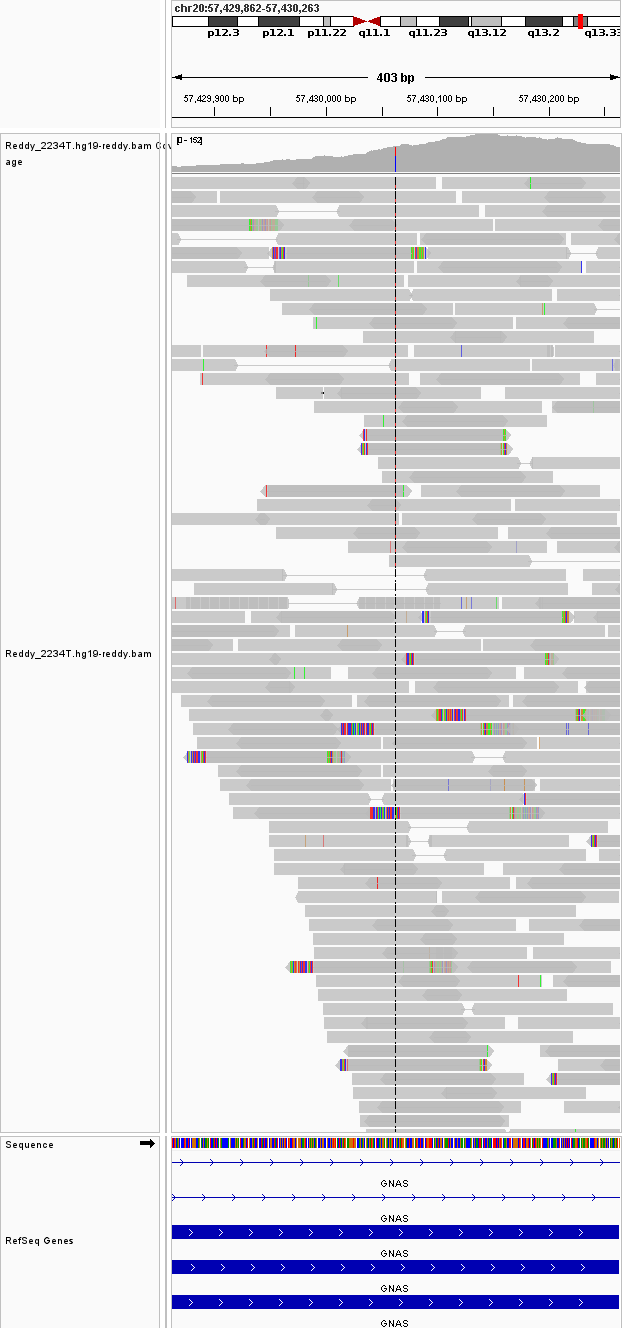 chr20:57,429,862-57,430,263
p12.3 p12.1 p11.22 q11.1 q11.23 q13.12 q13.2 q13.33
403 bp
57,429,900 bp 57,430,000 bp 57,430,100 bp 57,430,200 bp
Reddy_2234T.hg19-reddy.bam Cov
age
[0 - 152]
Reddy_2234T.hg19-reddy.bam
Sequence
GNAS
GNAS
RefSeq Genes
GNAS
GNAS
GNAS